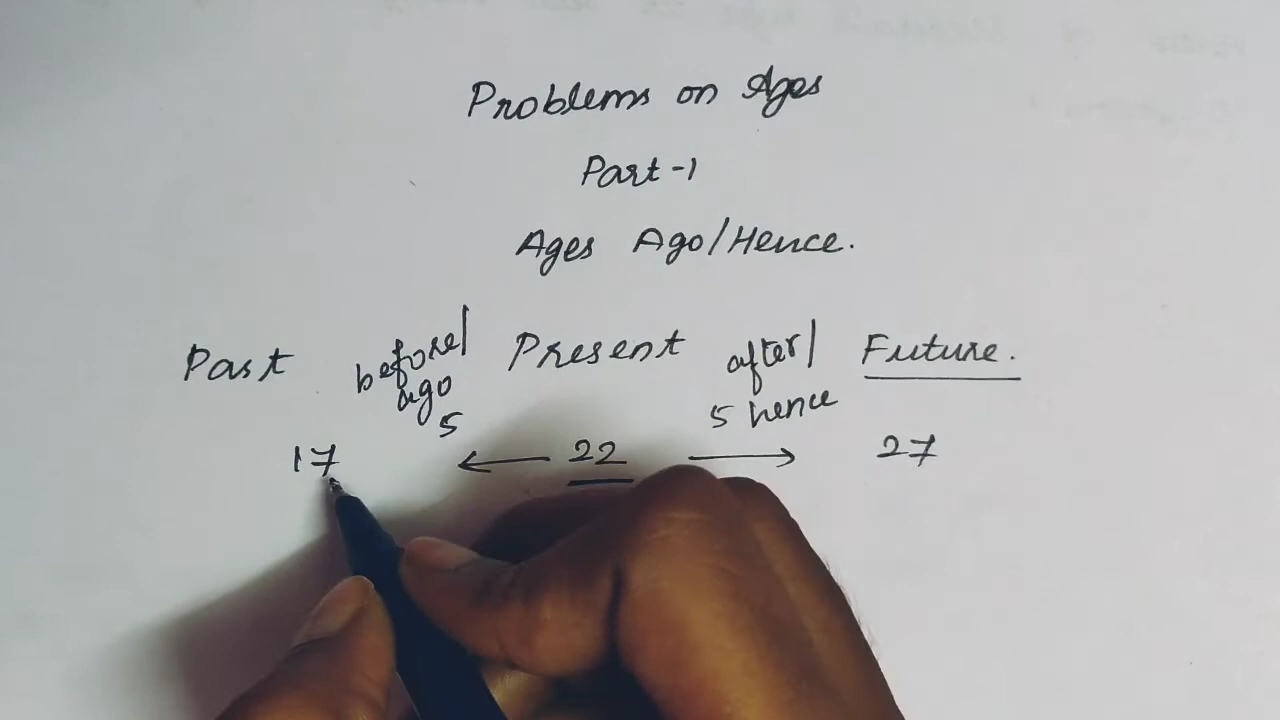 Problems on Ages
Part-1
Ages Ago/Hence.
Past before/ago Present after/hence Future.
17 5 ← 22 5 → 27